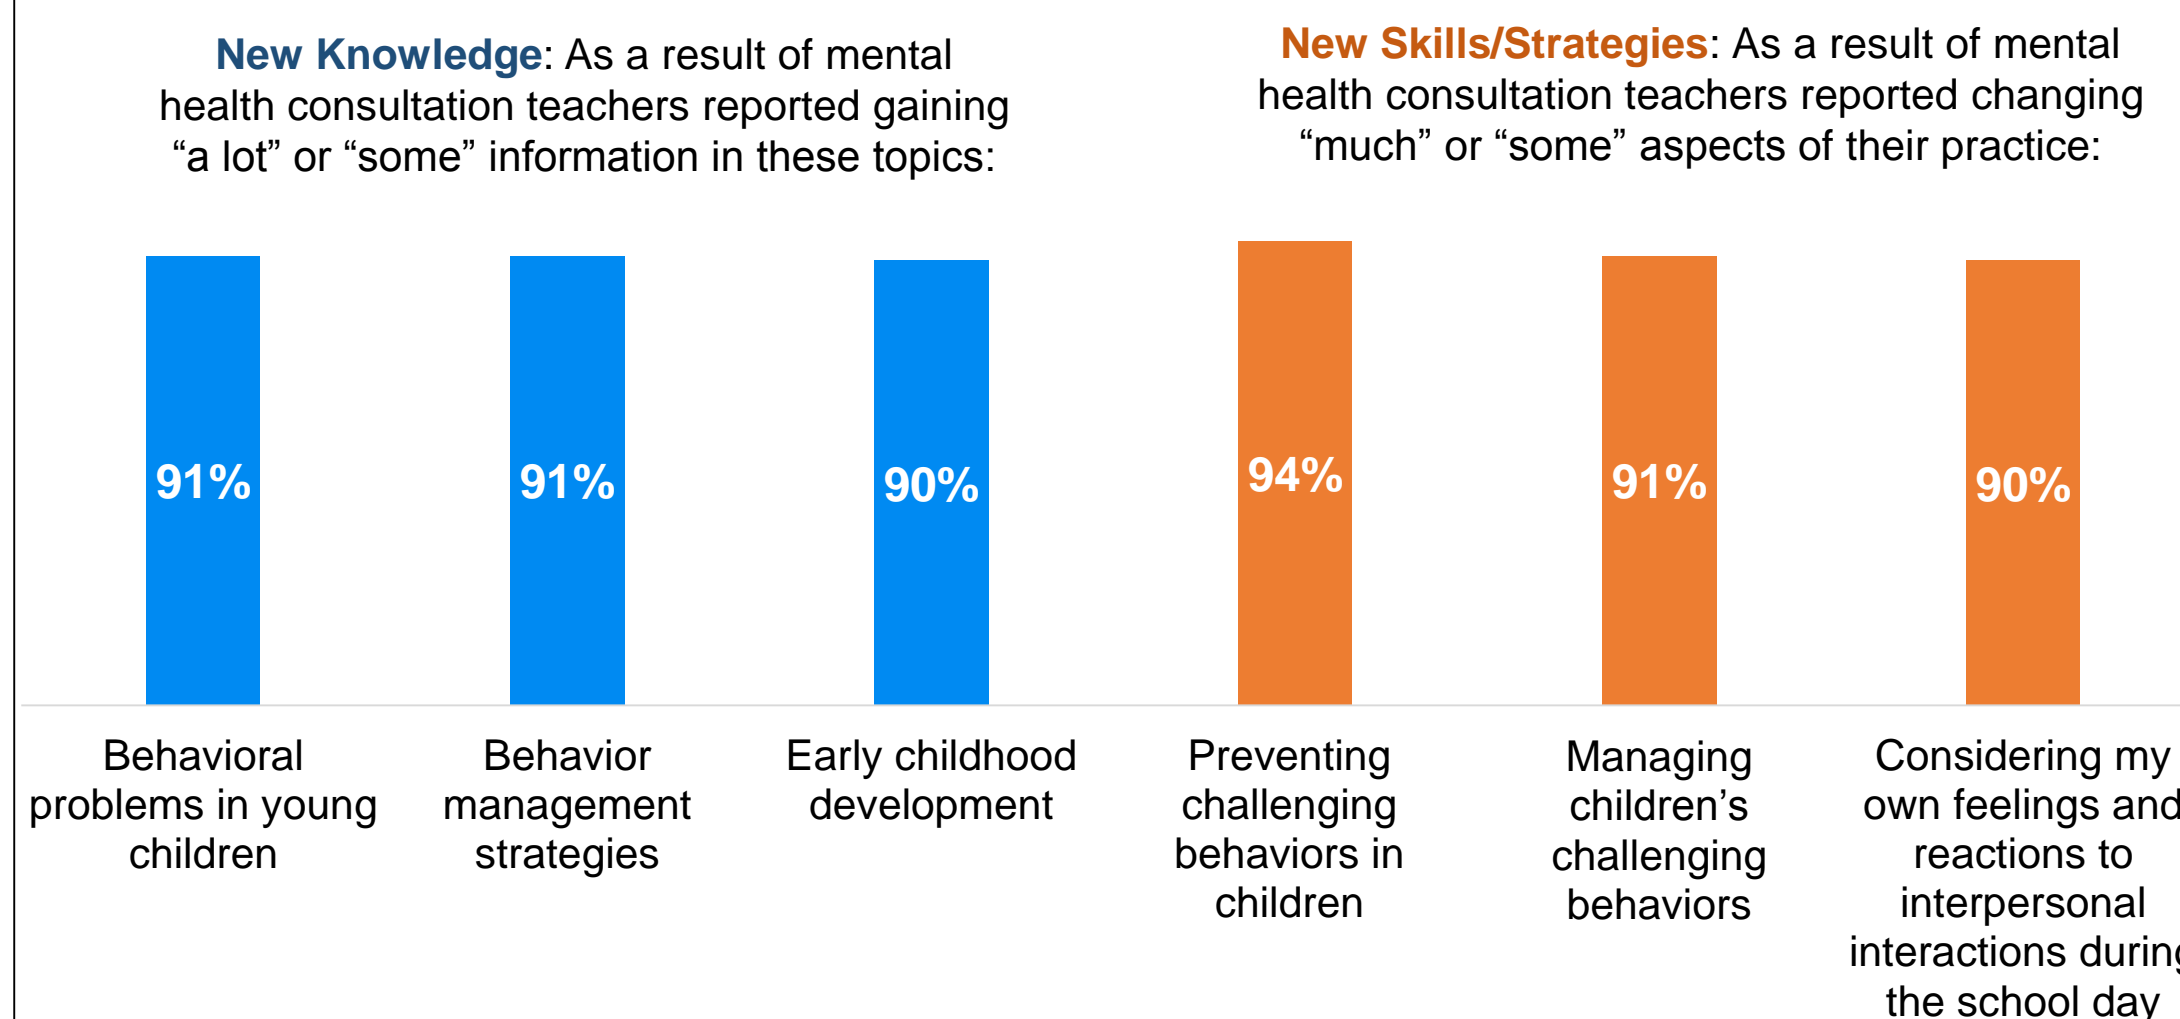 New Knowledge: As a result of mental
health consultation teachers reported gaining
“a lot” or “some” information in these topics:
New Skills/Strategies: As a result of mental
health consultation teachers reported changing
“much” or “some” aspects of their practice:
91%
91%
90%
94%
91%
90%
Behavioral
problems in young
children
Behavior
management
strategies
Early childhood
development
Preventing
challenging
behaviors in
children
Managing
children’s
challenging
behaviors
Considering my
own feelings and
reactions to
interpersonal
interactions during
the school day